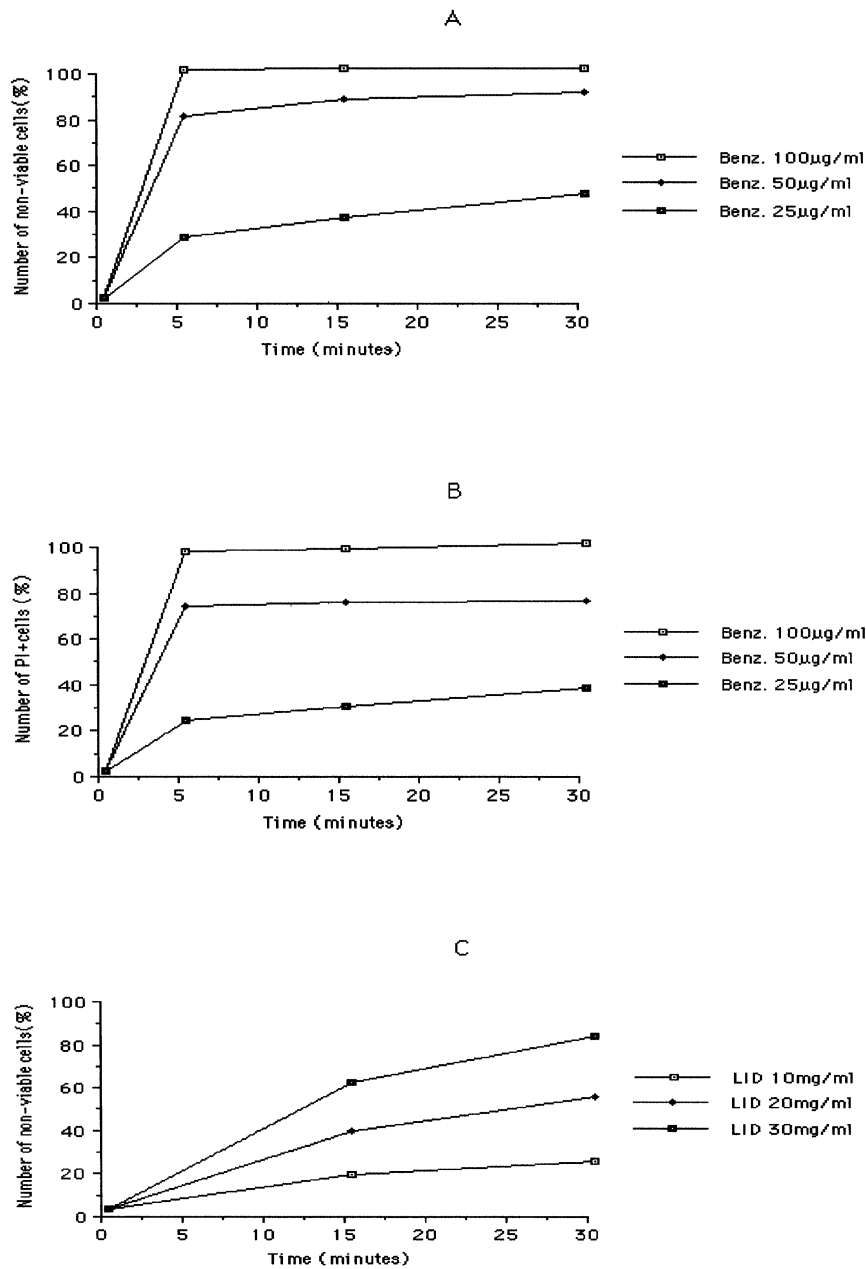 A
Number of non-viable cells(%)
100
80
60
40
20
0
0 5 10 15 20 25 30
Time (minutes)
Benz. 100µg/ml
Benz. 50µg/ml
Benz. 25µg/ml
B
Number of PI+cells (%)
100
80
60
40
20
0
0 5 10 15 20 25 30
Time (minutes)
Benz. 100µg/ml
Benz. 50µg/ml
Benz. 25µg/ml
C
Number of non-viable cells(%)
100
80
60
40
20
0
0 5 10 15 20 25 30
Time (minutes)
LID 10mg/ml
LID 20mg/ml
LID 30mg/ml